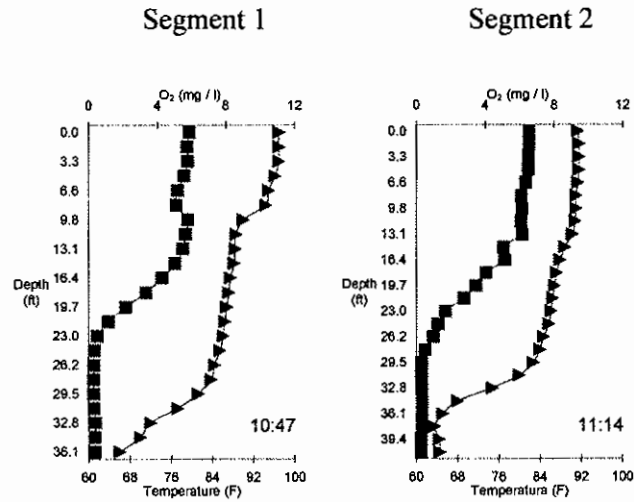 Segment 1
O₂ (mg / l)
0 4 8 12
0.0
3.3
6.6
9.8
13.1
Depth
(ft)
16.4
19.7
23.0
26.2
29.5
32.8
36.1
10:47
60 68 76 84 92 100
Temperature (F)
Segment 2
O₂ (mg / l)
0 4 8 12
0.0
3.3
6.6
9.8
13.1
Depth
(ft)
16.4
19.7
23.0
26.2
29.5
32.8
36.1
39.4
11:14
60 68 76 84 92 100
Temperatura (F)